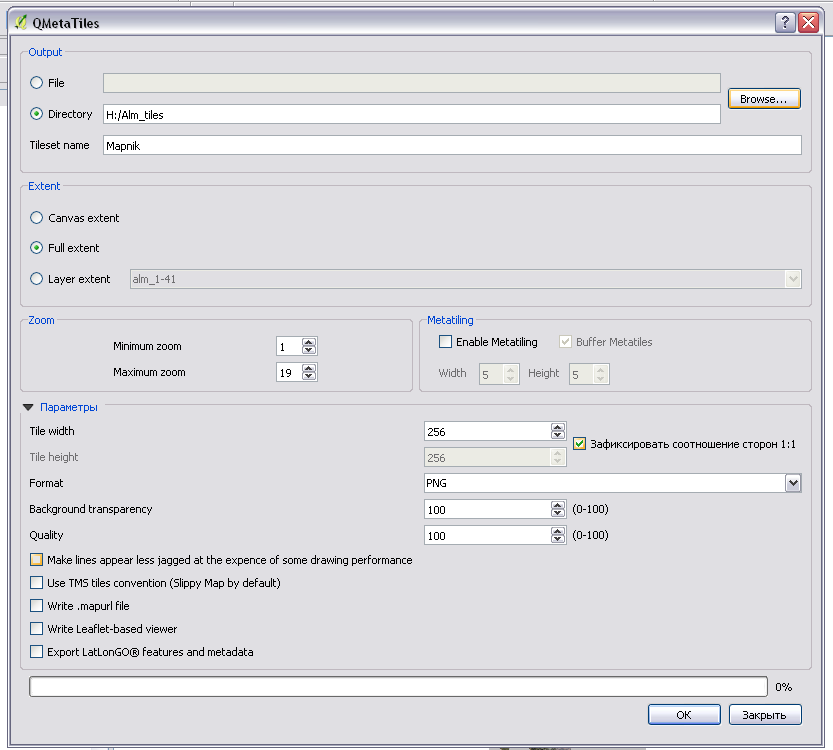 QMetaTiles
Output
File
Browse...
Directory H:/Alm_tiles
Tileset name Mapnik
Extent
Canvas extent
Full extent
Layer extent alm_1-41
Zoom
Minimum zoom 1
Maximum zoom 19
Metatiling
Enable Metatiling Buffer Metatiles
Width 5 Height 5
Параметры
Tile width 256
Зафиксировать соотношение сторон 1:1
Tile height 256
Format PNG
Background transparency 100 (0-100)
Quality 100 (0-100)
Make lines appear less jagged at the expence of some drawing performance
Use TMS tiles convention (Slippy Map by default)
Write .mapurl file
Write Leaflet-based viewer
Export LatLonGO® features and metadata
0%
OK Закрыть